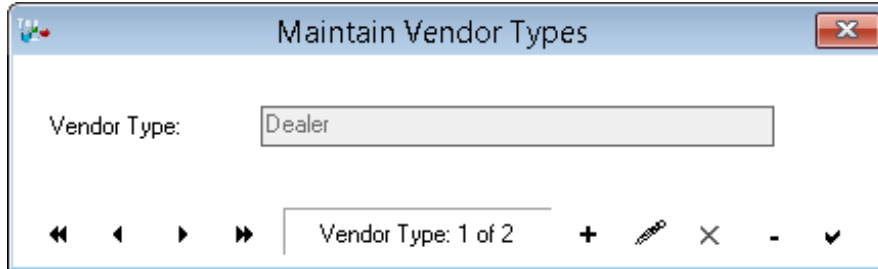 Maintain Vendor Types
Vendor Type:
Dealer
Vendor Type: 1 of 2